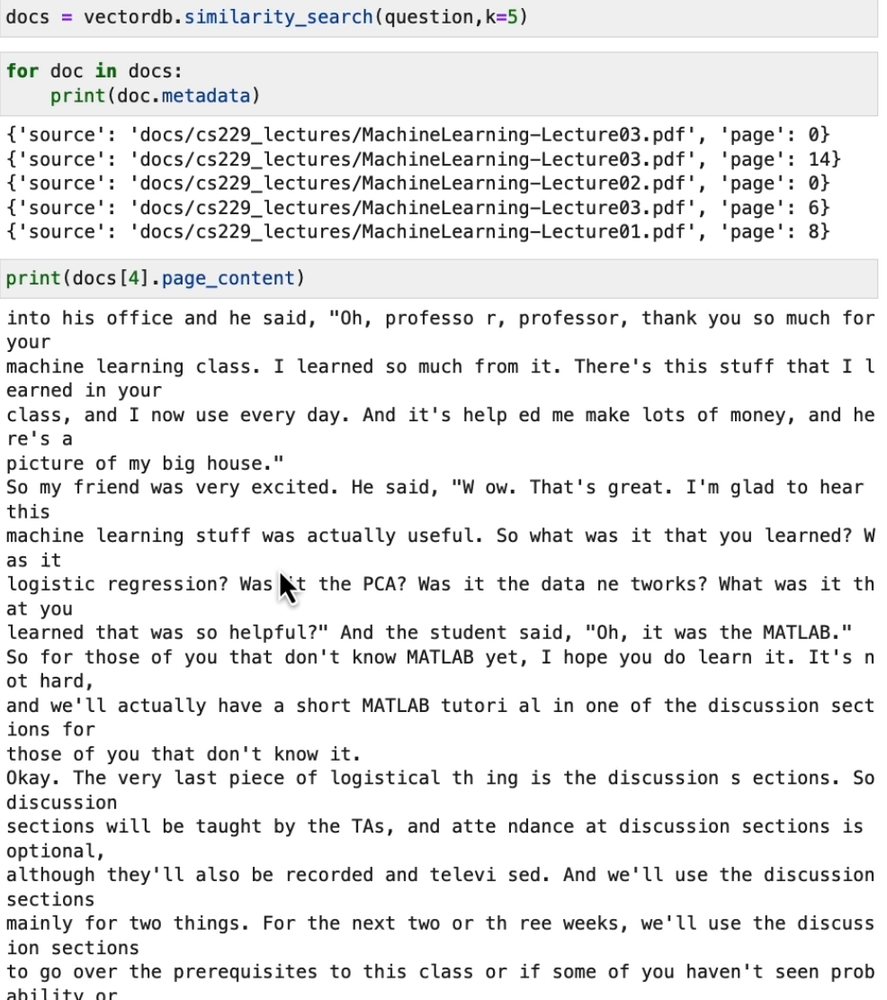 docs = vectordb.similarity_search(question,k=5)
for doc in docs:
    print(doc.metadata)
{'source': 'docs/cs229_lectures/MachineLearning-Lecture03.pdf', 'page': 0}
{'source': 'docs/cs229_lectures/MachineLearning-Lecture03.pdf', 'page': 14}
{'source': 'docs/cs229_lectures/MachineLearning-Lecture02.pdf', 'page': 0}
{'source': 'docs/cs229_lectures/MachineLearning-Lecture03.pdf', 'page': 6}
{'source': 'docs/cs229_lectures/MachineLearning-Lecture01.pdf', 'page': 8}
print(docs[4].page_content)
into his office and he said, "Oh, professo r, professor, thank you so much for
your
machine learning class. I learned so much from it. There's this stuff that I l
earned in your
class, and I now use every day. And it's help ed me make lots of money, and he
re's a
picture of my big house."
So my friend was very excited. He said, "W ow. That's great. I'm glad to hear
this
machine learning stuff was actually useful. So what was it that you learned? W
as it
logistic regression? Was it the PCA? Was it the data ne tworks? What was it th
at you
learned that was so helpful?" And the student said, "Oh, it was the MATLAB."
So for those of you that don't know MATLAB yet, I hope you do learn it. It's n
ot hard,
and we'll actually have a short MATLAB tutori al in one of the discussion sect
ions for
those of you that don't know it.
Okay. The very last piece of logistical th ing is the discussion s ections. So
discussion
sections will be taught by the TAs, and atte ndance at discussion sections is
optional,
although they'll also be recorded and televi sed. And we'll use the discussion
sections
mainly for two things. For the next two or th ree weeks, we'll use the discuss
ion sections
to go over the prerequisites to this class or if some of you haven't seen prob
ability or